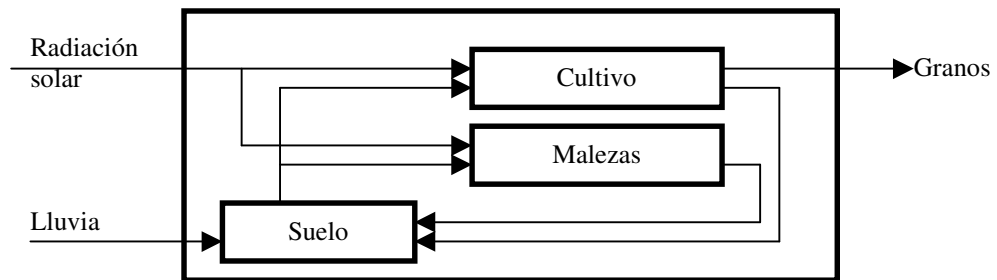 Radiación
solar
Cultivo
Granos
Malezas
Lluvia
Suelo